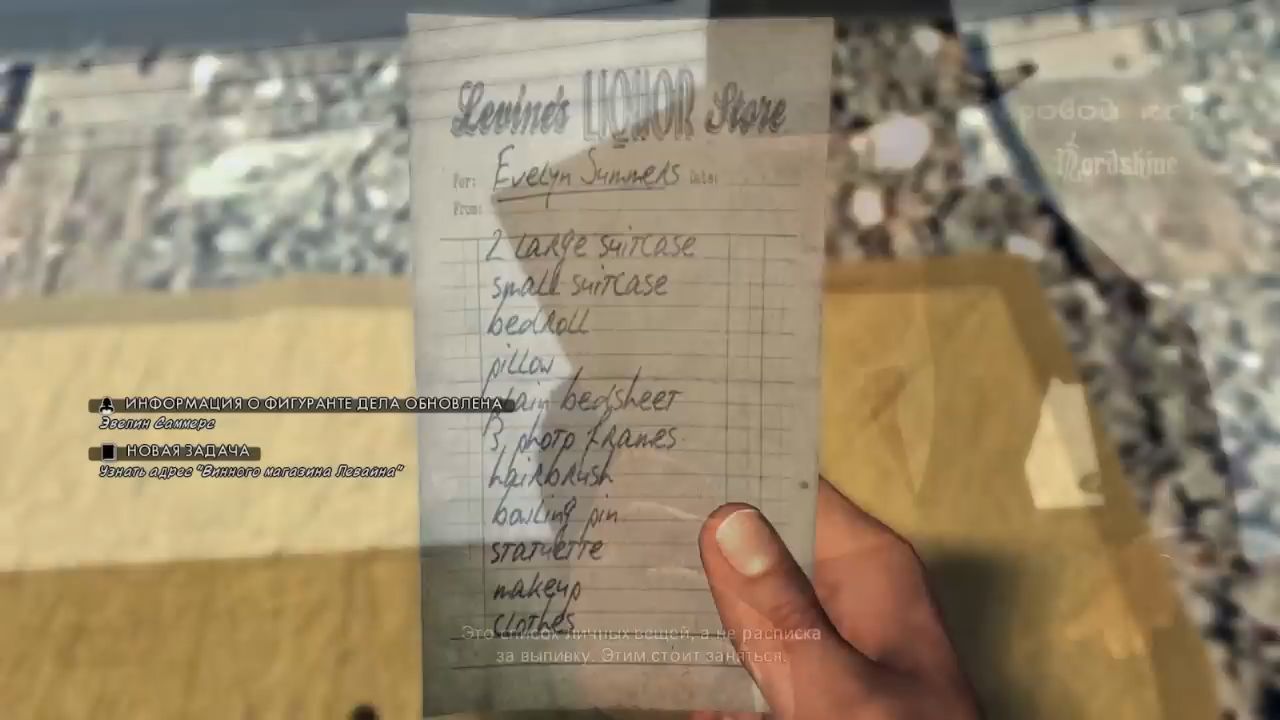 Levine's LIQUOR Store
For: Evelyn Summers Date:
From:
2 large suitcase
small suitcase
bedroll
pillow
plain bedsheet
3, photo frames
hairbrush
bowling pin
statuette
makeup
clothes
ИНФОРМАЦИЯ О ФИГУРАНТЕ ДЕЛА ОБНОВЛЕНА
Эвелин Саммерс
НОВАЯ ЗАДАЧА
Узнать адрес "Винного магазина Левайна"
Это список личных вещей, а не расписка
за выпивку. Этим стоит заняться.
Nordshine